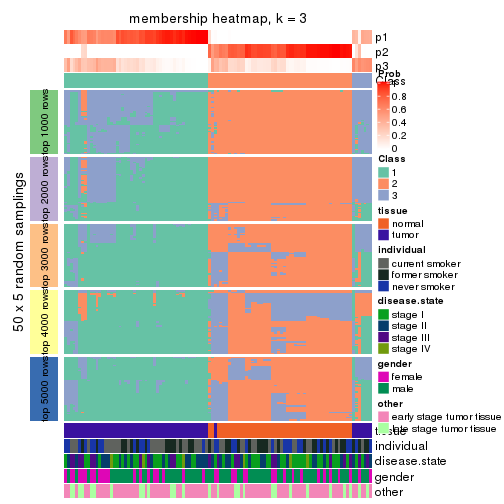 membership heatmap, k = 3
p1
p2
p3
Class
50 x 5 random samplings
top 1000 rows
top 2000 rows
top 3000 rows
top 4000 rows
top 5000 rows
Prob
1
0.8
0.6
0.4
0.2
0
Class
1
2
3
tissue
normal
tumor
individual
current smoker
former smoker
never smoker
disease.state
stage I
stage II
stage III
stage IV
gender
female
male
other
early stage tumor tissue
late stage tumor tissue
tissue
individual
disease.state
gender
other